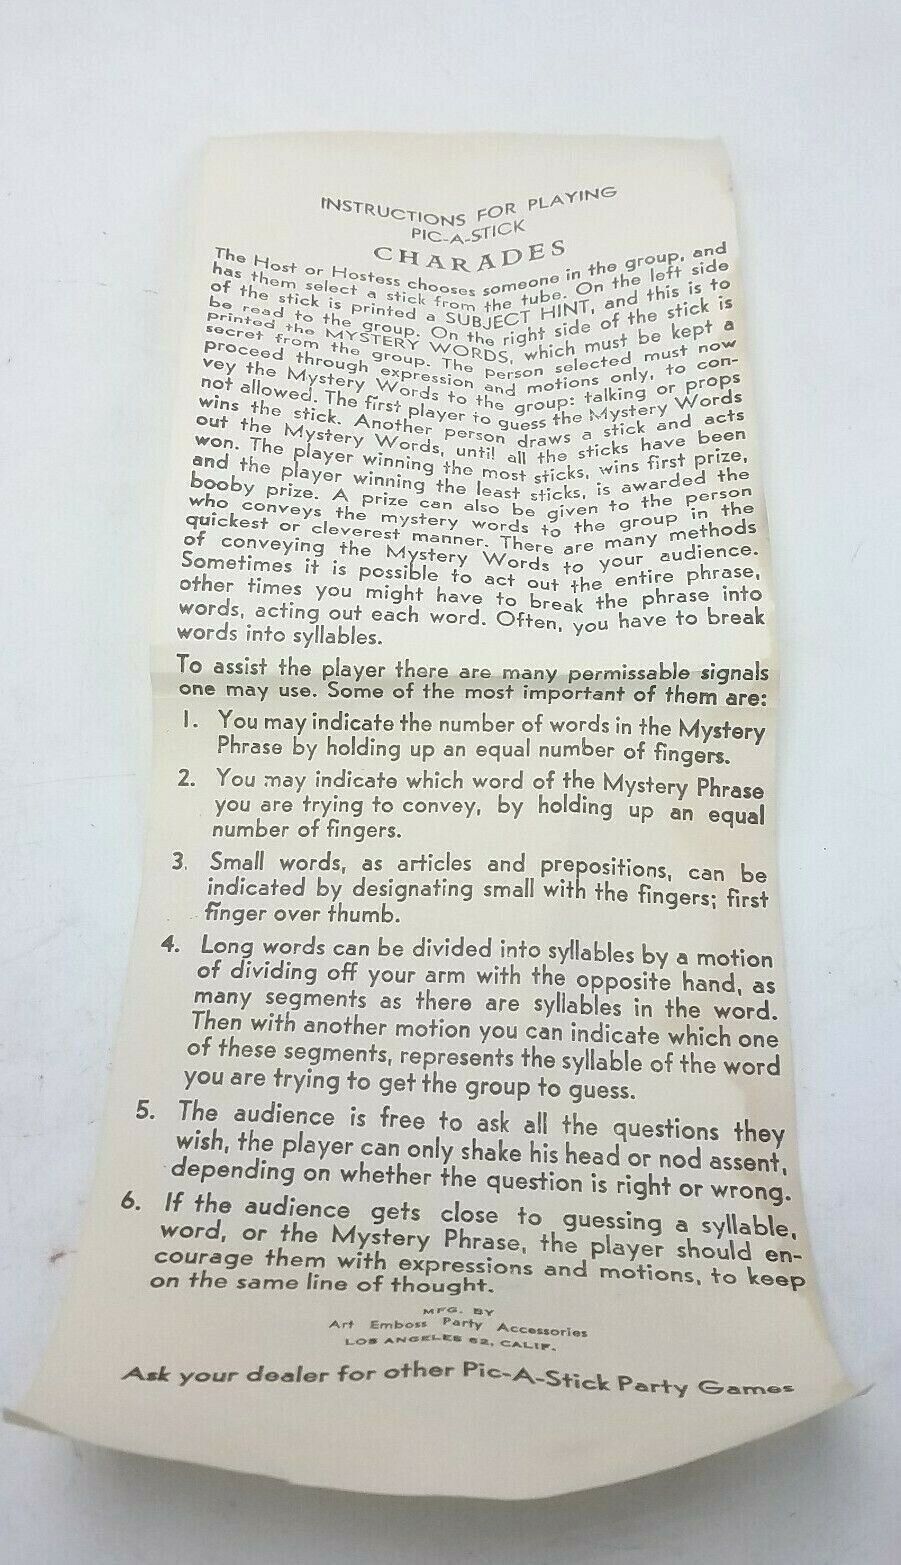 INSTRUCTIONS FOR PLAYING
PIC-A-STICK
CHARADES
The Host or Hostess chooses someone in the group, and
has them select a stick from the tube. On the left side
of the stick is printed a SUBJECT HINT, and this is to
be read to the group. On the right side of the stick is
printed the MYSTERY WORDS, which must be kept a
secret from the group. The person selected must now
proceed through expression and motions only, to con-
vey the Mystery Words to the group: talking or props
not allowed. The first player to guess the Mystery Words
wins the stick. Another person draws a stick and acts
out the Mystery Words, until all the sticks have been
won. The player winning the most sticks, wins first prize,
and the player winning the least sticks, is awarded the
booby prize. A prize can also be given to the person
who conveys the mystery words to the group in the
quickest or cleverest manner. There are many methods
of conveying the Mystery Words to your audience.
Sometimes it is possible to act out the entire phrase,
other times you might have to break the phrase into
words, acting out each word. Often, you have to break
words into syllables.
To assist the player there are many permissable signals
one may use. Some of the most important of them are:
1. You may indicate the number of words in the Mystery
Phrase by holding up an equal number of fingers.
2. You may indicate which word of the Mystery Phrase
you are trying to convey, by holding up an equal
number of fingers.
3. Small words, as articles and prepositions, can be
indicated by designating small with the fingers; first
finger over thumb.
4. Long words can be divided into syllables by a motion
of dividing off your arm with the opposite hand, as
many segments as there are syllables in the word.
Then with another motion you can indicate which one
of these segments, represents the syllable of the word
you are trying to get the group to guess.
5. The audience is free to ask all the questions they
wish, the player can only shake his head or nod assent,
depending on whether the question is right or wrong.
6. If the audience gets close to guessing a syllable,
word, or the Mystery Phrase, the player should en-
courage them with expressions and motions, to keep
on the same line of thought.
MFG. BY
Art Emboss Party Accessories
LOS ANGELES 62, CALIF.
Ask your dealer for other Pic-A-Stick Party Games